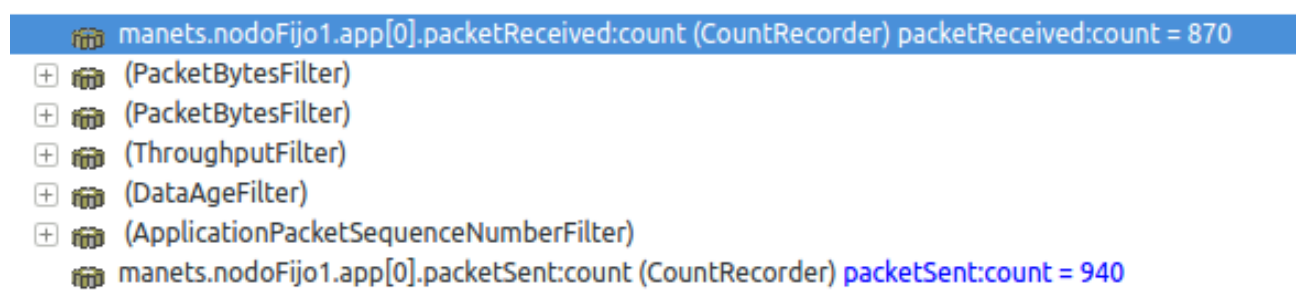 manets.nodoFijo1.app[0].packetReceived:count (CountRecorder) packetReceived:count = 870
(PacketBytesFilter)
(PacketBytesFilter)
(ThroughputFilter)
(DataAgeFilter)
(ApplicationPacketSequenceNumberFilter)
manets.nodoFijo1.app[0].packetSent:count (CountRecorder) packetSent:count = 940